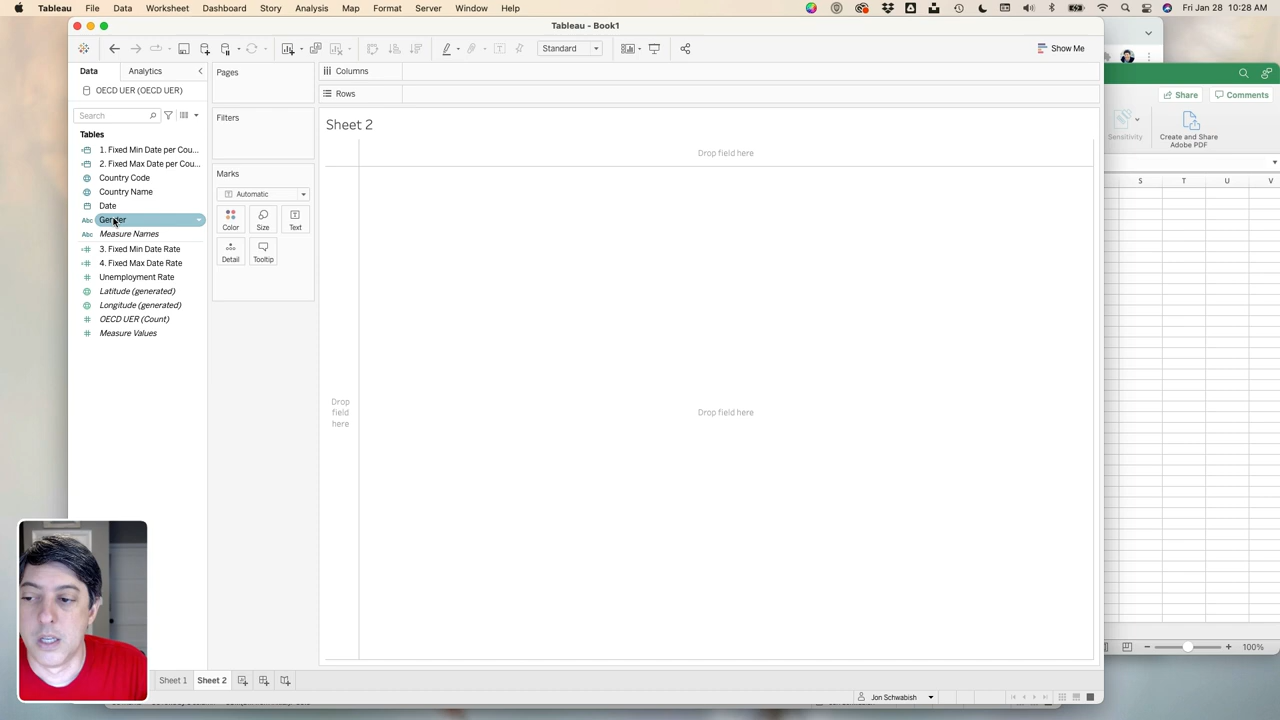 Tableau File Data Worksheet Dashboard Story Analysis Map Format Server Window Help
Fri Jan 10 10:28 AM
Tableau - Book1
Standard
Show Me
Data Analytics
Pages
Columns
OECD UER (OECD UER)
Rows
Search
Filters
Tables
Sheet 2
1. Fixed Min Date per Cou...
2. Fixed Max Date per Cou...
Country Code
Country Name
Date
Abc Gender
Abc Measure Names
3. Fixed Min Date Rate
4. Fixed Max Date Rate
Unemployment Rate
Latitude (generated)
Longitude (generated)
OECD UER (Count)
Measure Values
Marks
Automatic
Color Size Text
Detail Tooltip
Drop field here
Drop
field
here
Drop field here
Share Comments
Sensitivity
Create and Share
Adobe PDF
S T U V
100%
Sheet 1 Sheet 2
Jon Schwabish